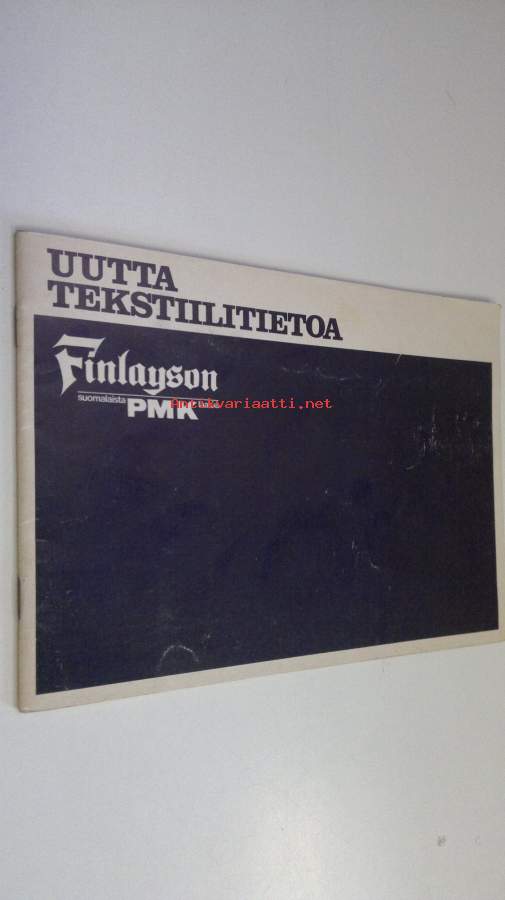 UUTTA
TEKSTIILITIETOA
Finlayson
suomalaista
PMK
Antikvariaatti.net